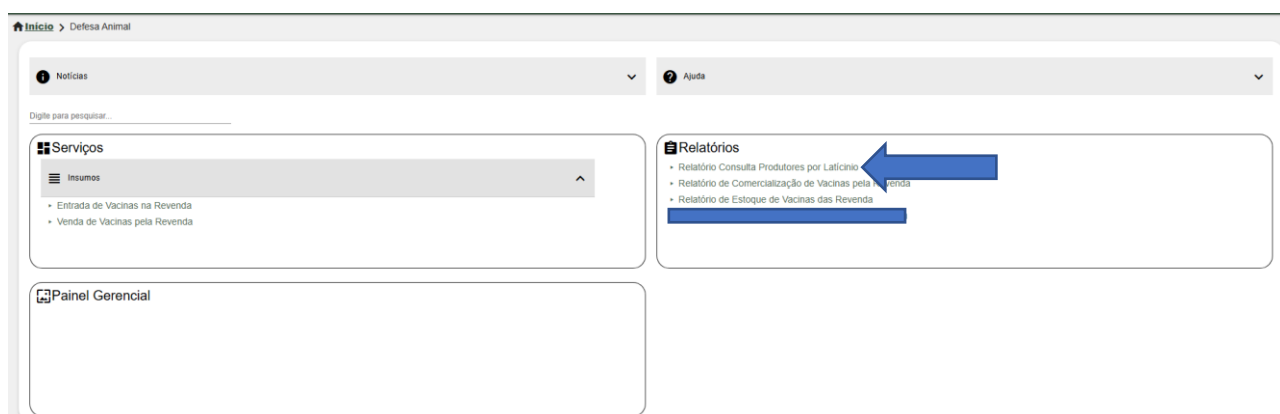 Início > Defesa Animal
Notícias
Ajuda
Digite para pesquisar...
Serviços
Insumos
Entrada de Vacinas na Revenda
Venda de Vacinas pela Revenda
Relatórios
Relatório Consulta Produtores por Laticínio
Relatório de Comercialização de Vacinas pela Revenda
Relatório de Estoque de Vacinas das Revenda
Painel Gerencial